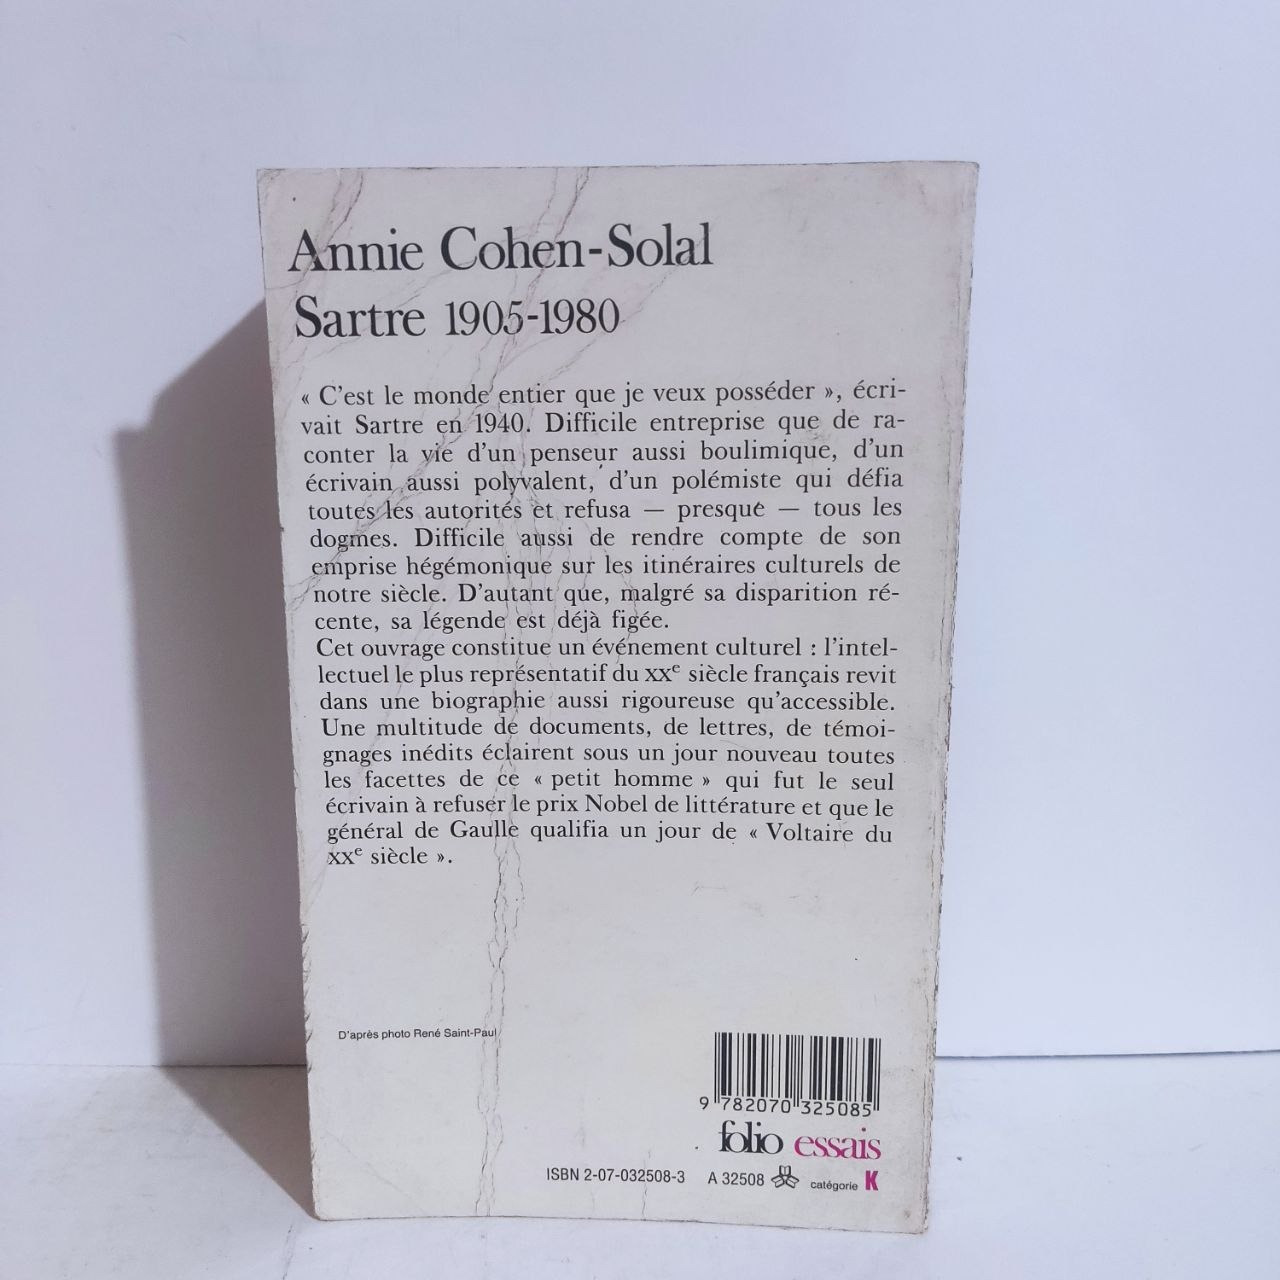 Annie Cohen-Solal
Sartre 1905-1980
« C'est le monde entier que je veux posséder », écri-
vait Sartre en 1940. Difficile entreprise que de ra-
conter la vie d'un penseur aussi boulimique, d'un
écrivain aussi polyvalent, d'un polémiste qui défia
toutes les autorités et refusa — presque — tous les
dogmes. Difficile aussi de rendre compte de son
emprise hégémonique sur les itinéraires culturels de
notre siècle. D'autant que, malgré sa disparition ré-
cente, sa légende est déjà figée.
Cet ouvrage constitue un événement culturel : l'intel-
lectuel le plus représentatif du XXe siècle français revit
dans une biographie aussi rigoureuse qu'accessible.
Une multitude de documents, de lettres, de témoi-
gnages inédits éclairent sous un jour nouveau toutes
les facettes de ce « petit homme » qui fut le seul
écrivain à refuser le prix Nobel de littérature et que le
général de Gaulle qualifia un jour de « Voltaire du
XXe siècle ».
D'après photo René Saint-Paul
9 782070 325085
folio essais
ISBN 2-07-032508-3 A 32508 catégorie K